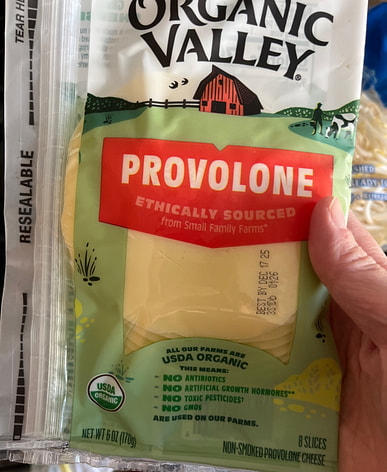 TEAR HE
RESEALABLE
ORGANIC
VALLEY®
PROVOLONE
ETHICALLY SOURCED
from Small Family Farms*
BEST BY DEC 17 25
ALL OUR FARMS ARE
USDA ORGANIC
THIS MEANS:
- NO ANTIBIOTICS
- NO ARTIFICIAL GROWTH HORMONES**
- NO TOXIC PESTICIDES†
- NO GMOS
ARE USED ON OUR FARMS.
USDA
ORGANIC
NET WT 6 OZ (170g)
8 SLICES
NON-SMOKED PROVOLONE CHEESE